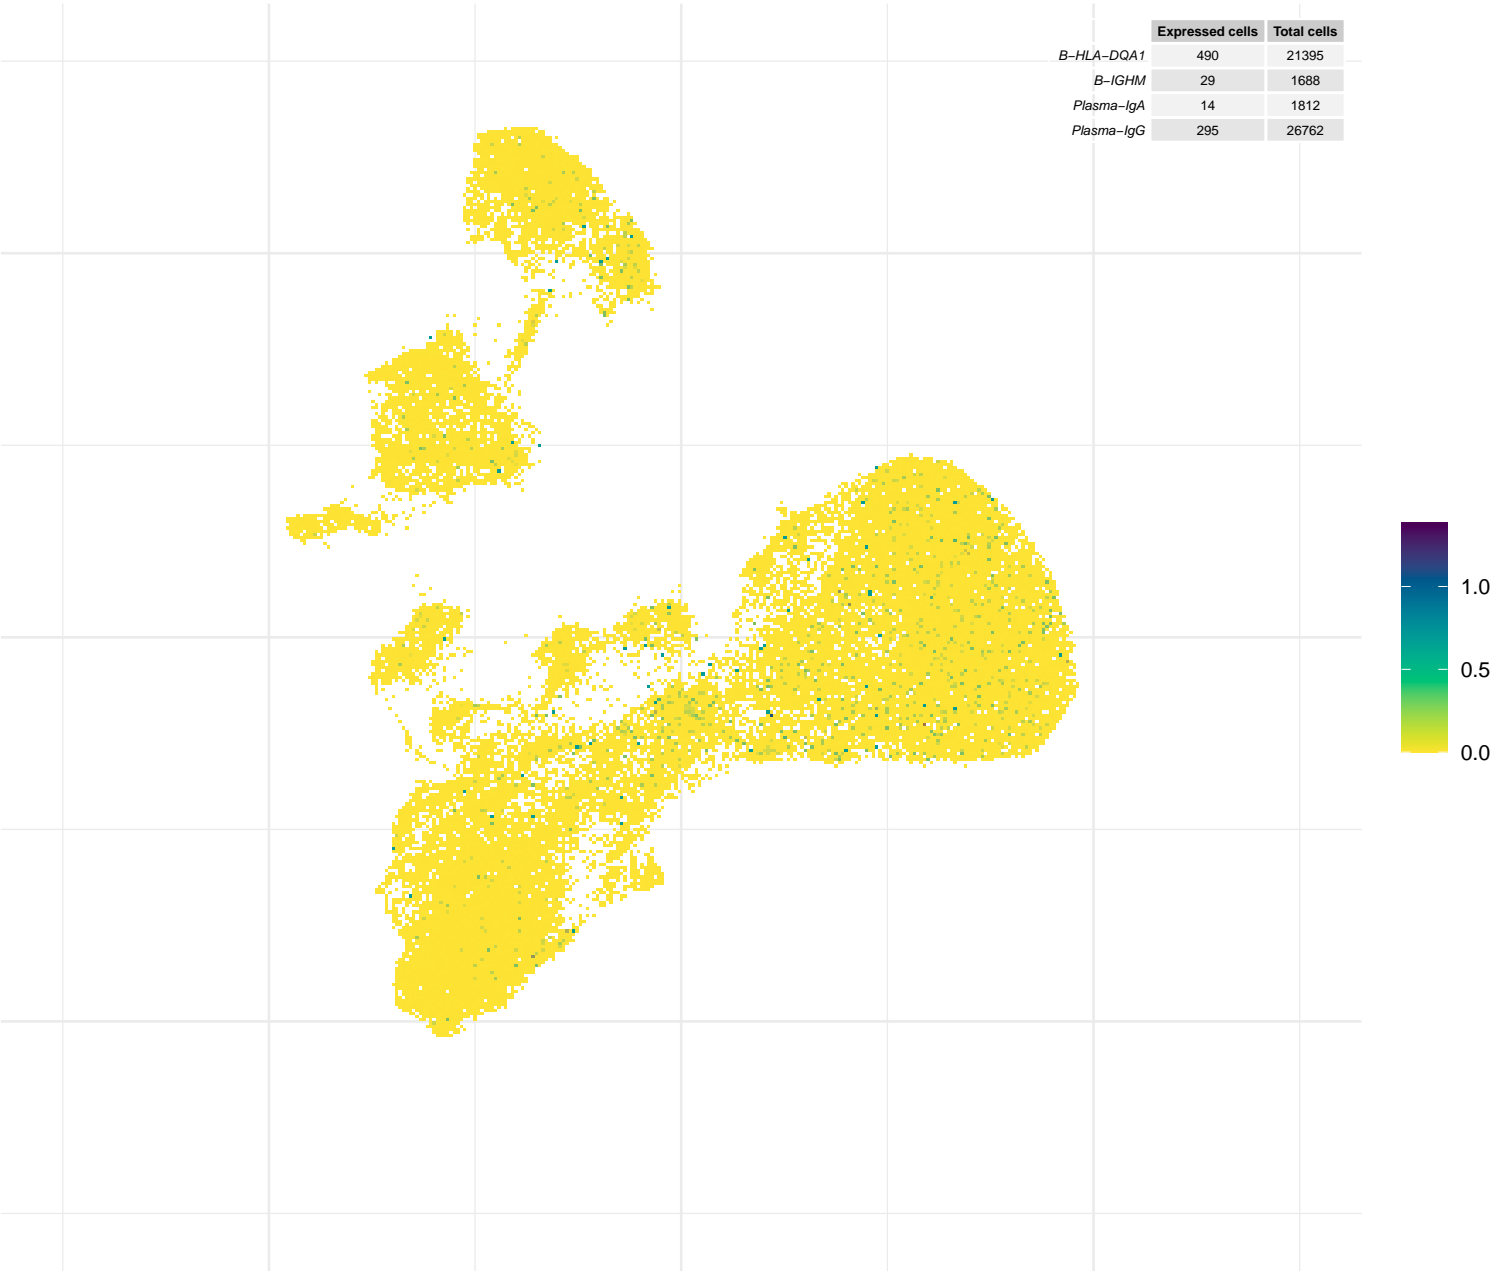 Expressed cells Total cells
B−HLA−DQA1 490 21395
B−IGHM 29 1688
Plasma−IgA 14 1812
Plasma−IgG 295 26762
1.0
0.5
0.0